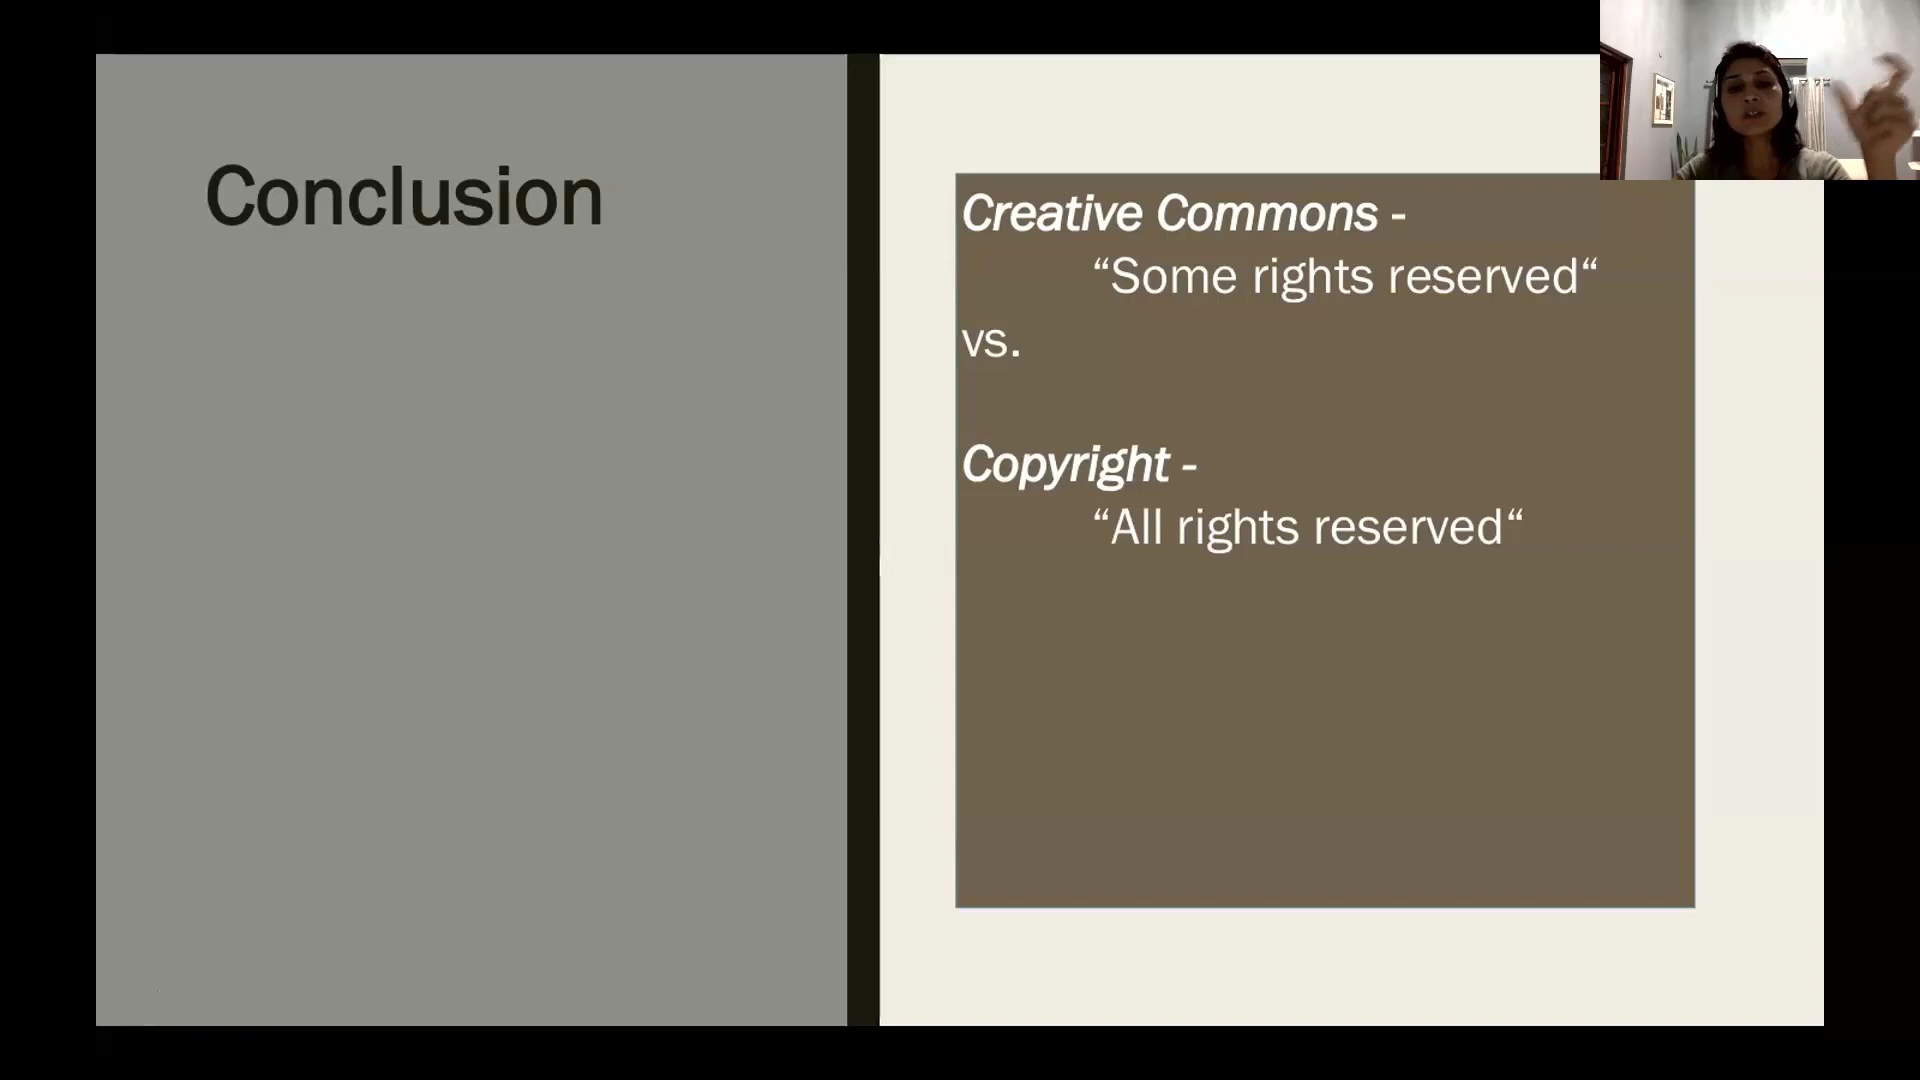 Conclusion
Creative Commons -
“Some rights reserved“
vs.
Copyright -
“All rights reserved“